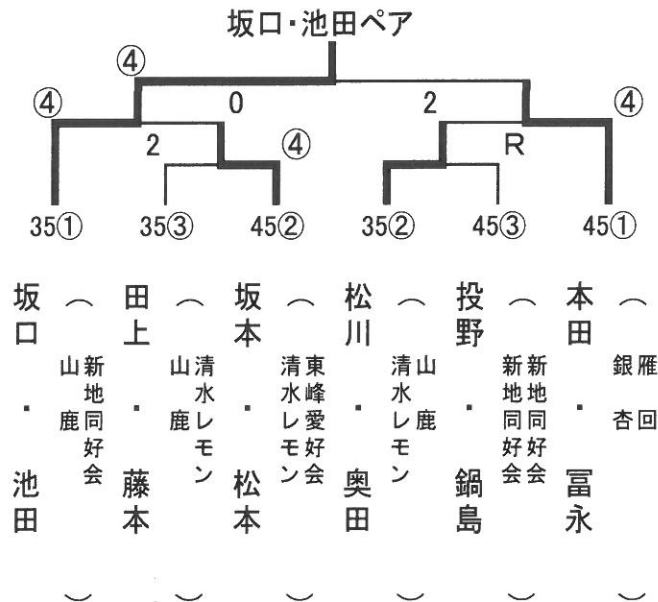 坂口・池田ペア
④
④ 0 2 ④
2 ④ R
35① 35③ 45② 35② 45③ 45①
坂口・池田（新地同好会 山鹿）
田上・藤本（清水レモン 山鹿）
坂本・松本（東峰愛好会 清水レモン）
松川・奥田（山鹿 清水レモン）
投野・鍋島（新地同好会 新地同好会）
本田・冨永（雁回 銀杏）